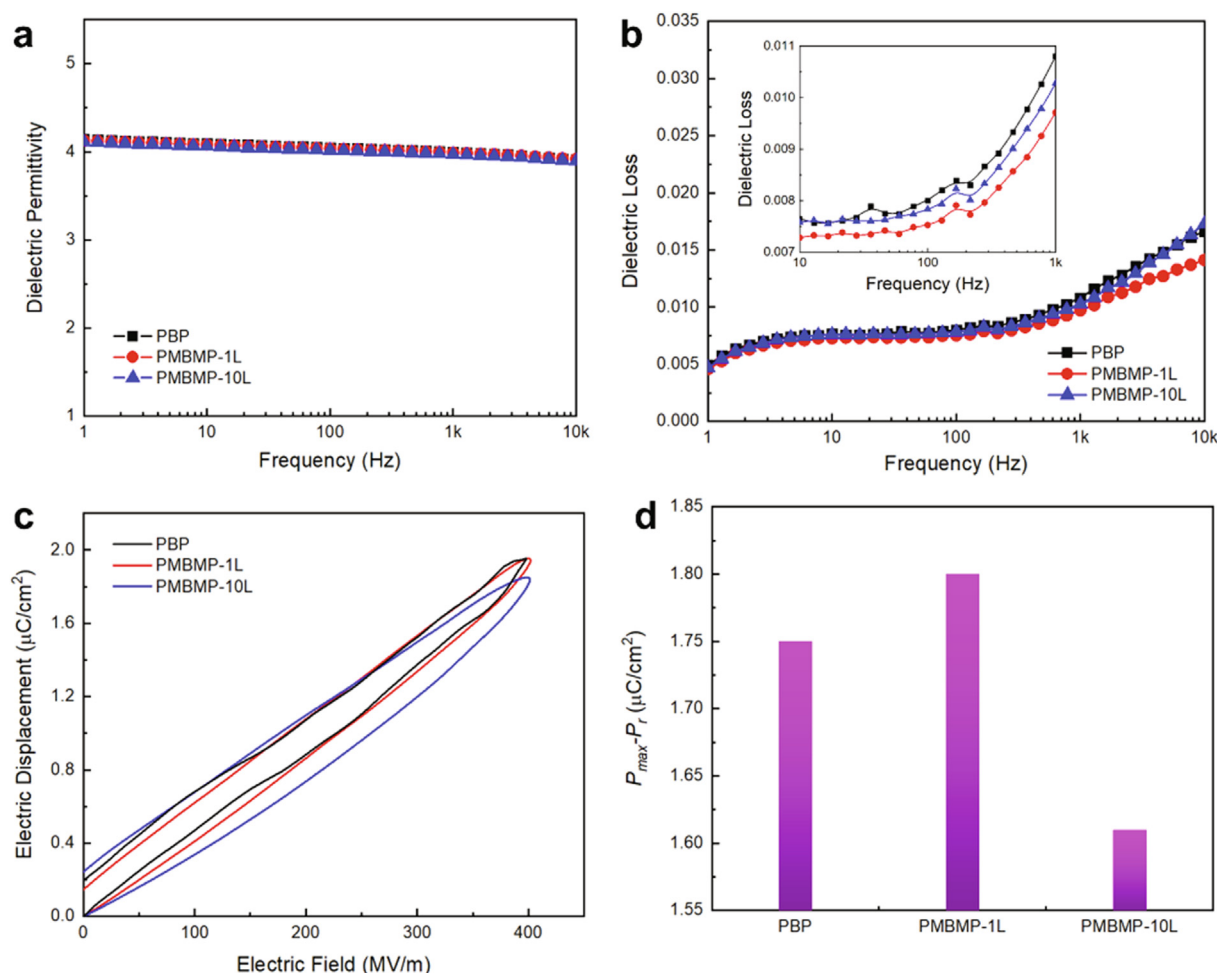 a
5
4
3
2
1
Dielectric Permittivity
PBP
PMBMP-1L
PMBMP-10L
1 10 100 1k 10k
Frequency (Hz)
b
0.035
0.030
0.025
0.020
0.015
0.010
0.005
0.000
Dielectric Loss
0.011
0.010
0.009
0.008
0.007
Dielectric Loss
10 100 1k
Frequency (Hz)
PBP
PMBMP-1L
PMBMP-10L
1 10 100 1k 10k
Frequency (Hz)
c
2.0
1.6
1.2
0.8
0.4
0.0
Electric Displacement (μC/cm²)
PBP
PMBMP-1L
PMBMP-10L
0 100 200 300 400
Electric Field (MV/m)
d
1.85
1.80
1.75
1.70
1.65
1.60
1.55
Pmax-Pr (μC/cm²)
PBP PMBMP-1L PMBMP-10L